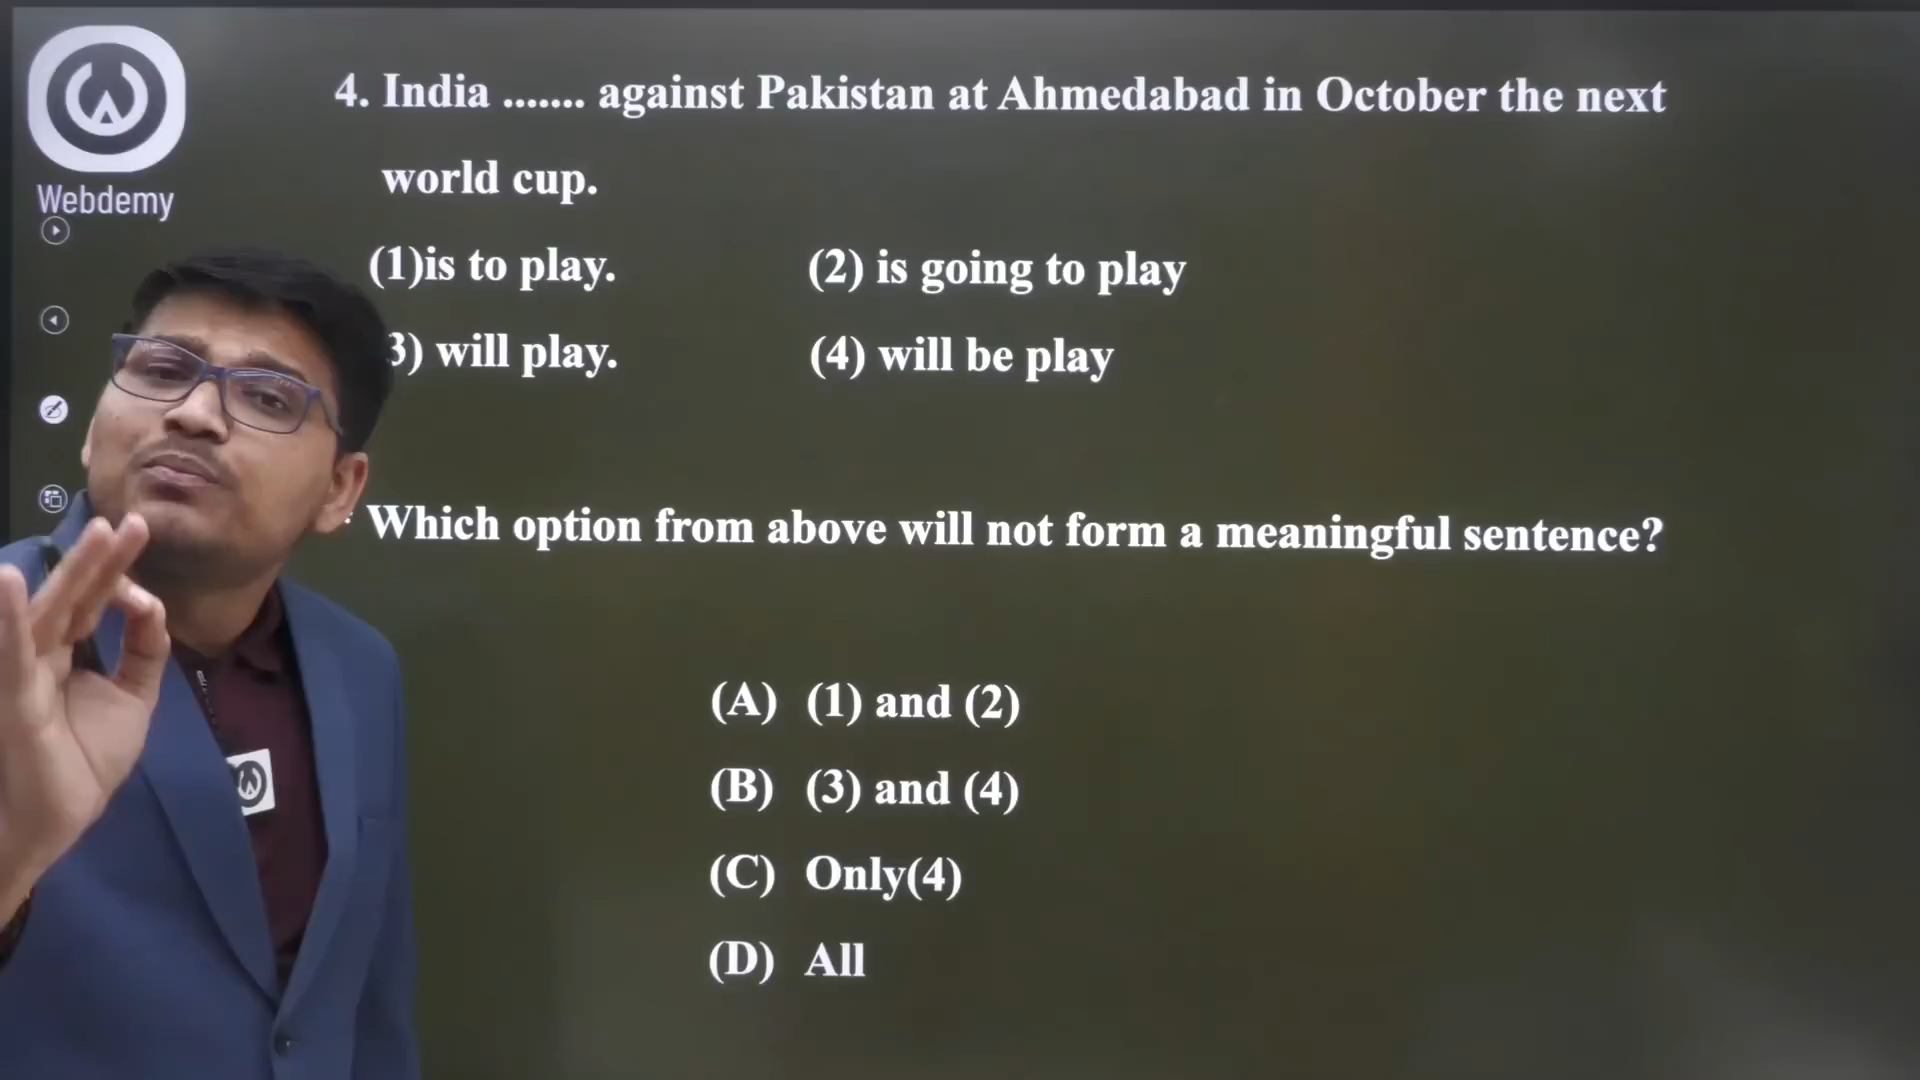 Webdemy
4. India ....... against Pakistan at Ahmedabad in October the next
world cup.
(1)is to play. (2) is going to play
3) will play. (4) will be play
: Which option from above will not form a meaningful sentence?
(A) (1) and (2)
(B) (3) and (4)
(C) Only(4)
(D) All